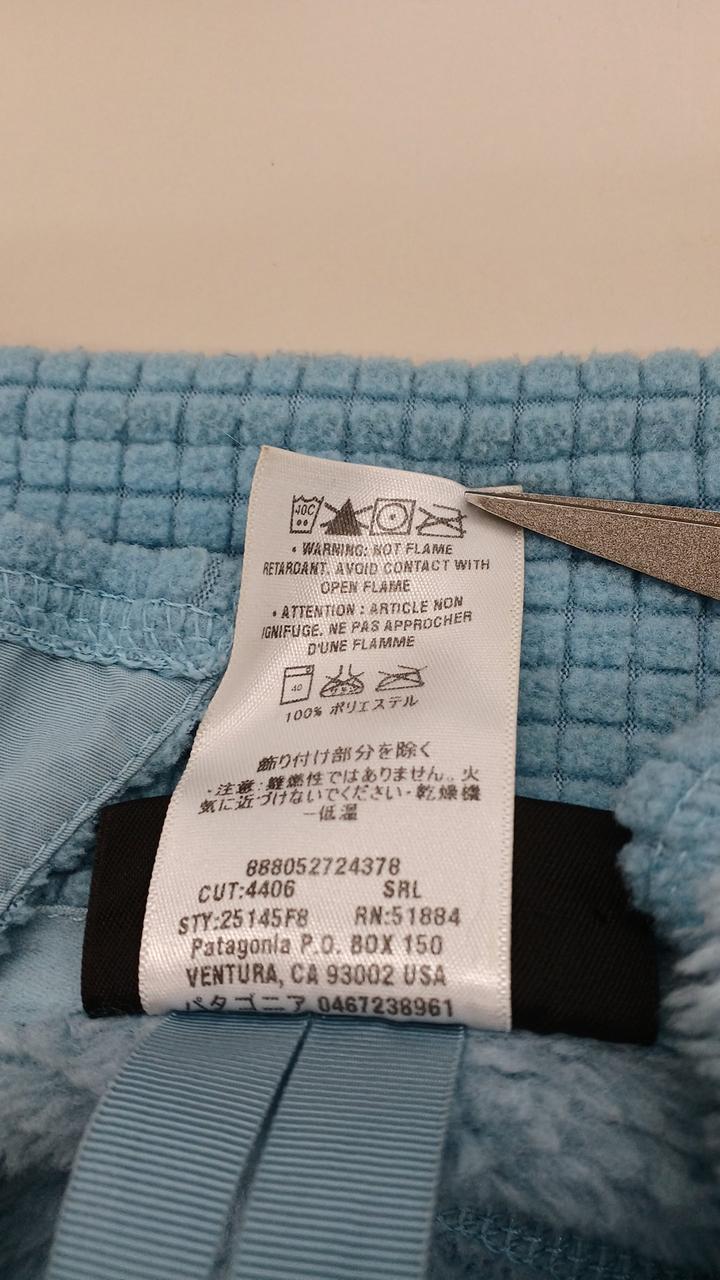 • WARNING: NOT FLAME
RETARDANT. AVOID CONTACT WITH
OPEN FLAME
• ATTENTION : ARTICLE NON
IGNIFUGE. NE PAS APPROCHER
D'UNE FLAMME
40
100% ポリエステル
飾り付け部分を除く
・注意：難燃性ではありません。火
気に近づけないでください・乾燥機
－低温
888052724378
CUT:4406 SRL
STY:25145F8 RN:51884
Patagonia P.O. BOX 150
VENTURA, CA 93002 USA
パタゴニア 0467238961